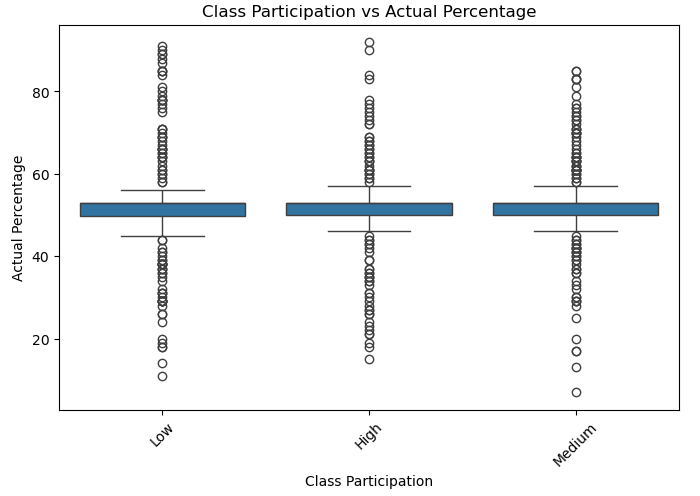 Class Participation vs Actual Percentage
Actual Percentage
80
60
40
20
Low
High
Medium
Class Participation